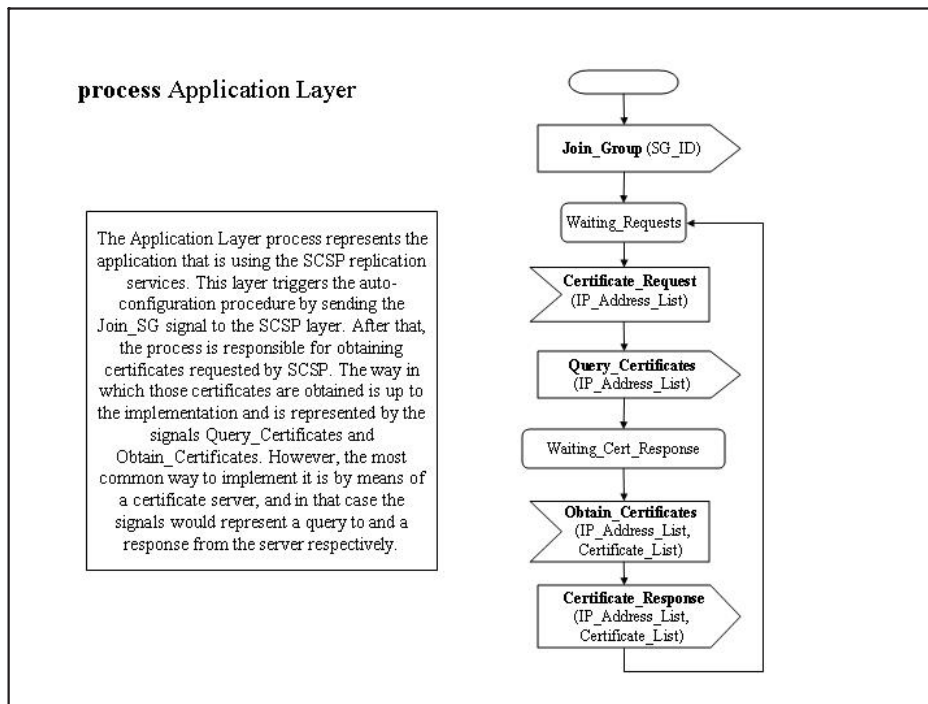 process Application Layer
The Application Layer process represents the
application that is using the SCSP replication
services. This layer triggers the auto-
configuration procedure by sending the
Join_SG signal to the SCSP layer. After that,
the process is responsible for obtaining
certificates requested by SCSP. The way in
which those certificates are obtained is up to
the implementation and is represented by the
signals Query_Certificates and
Obtain_Certificates. However, the most
common way to implement it is by means of
a certificate server, and in that case the
signals would represent a query to and a
response from the server respectively.
Join_Group (SG_ID)
Waiting_Requests
Certificate_Request
(IP_Address_List)
Query_Certificates
(IP_Address_List)
Waiting_Cert_Response
Obtain_Certificates
(IP_Address_List,
Certificate_List)
Certificate_Response
(IP_Address_List,
Certificate_List)